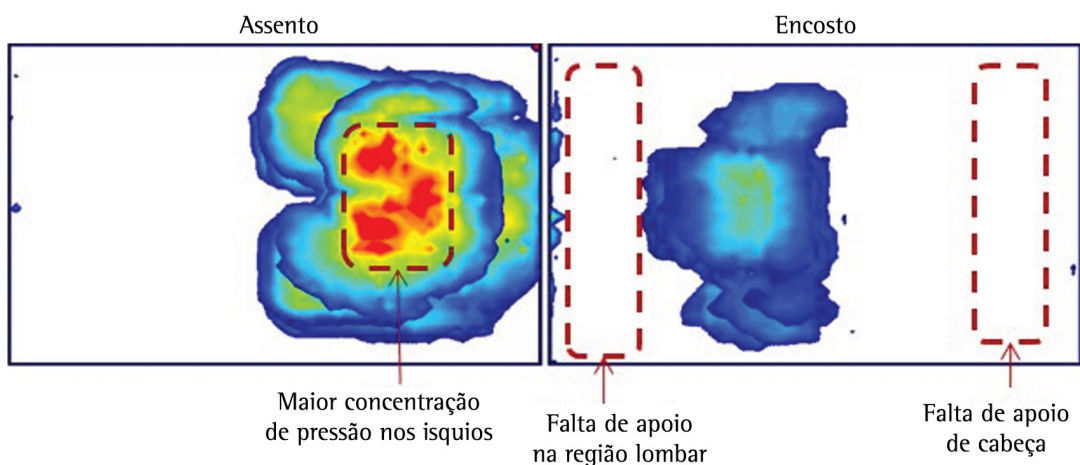 Assento
Encosto
Maior concentração
de pressão nos isquios
Falta de apoio
na região lombar
Falta de apoio
de cabeça